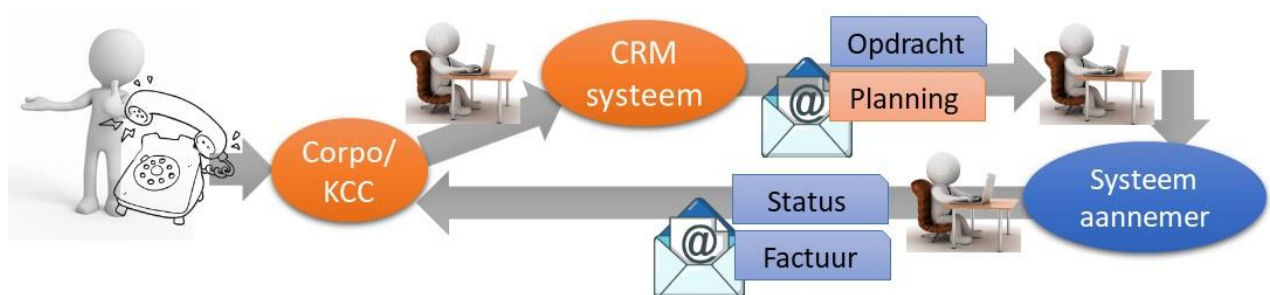 CRM
systeem
Opdracht
Planning
Corpo/
KCC
Status
Factuur
Systeem
aannemer